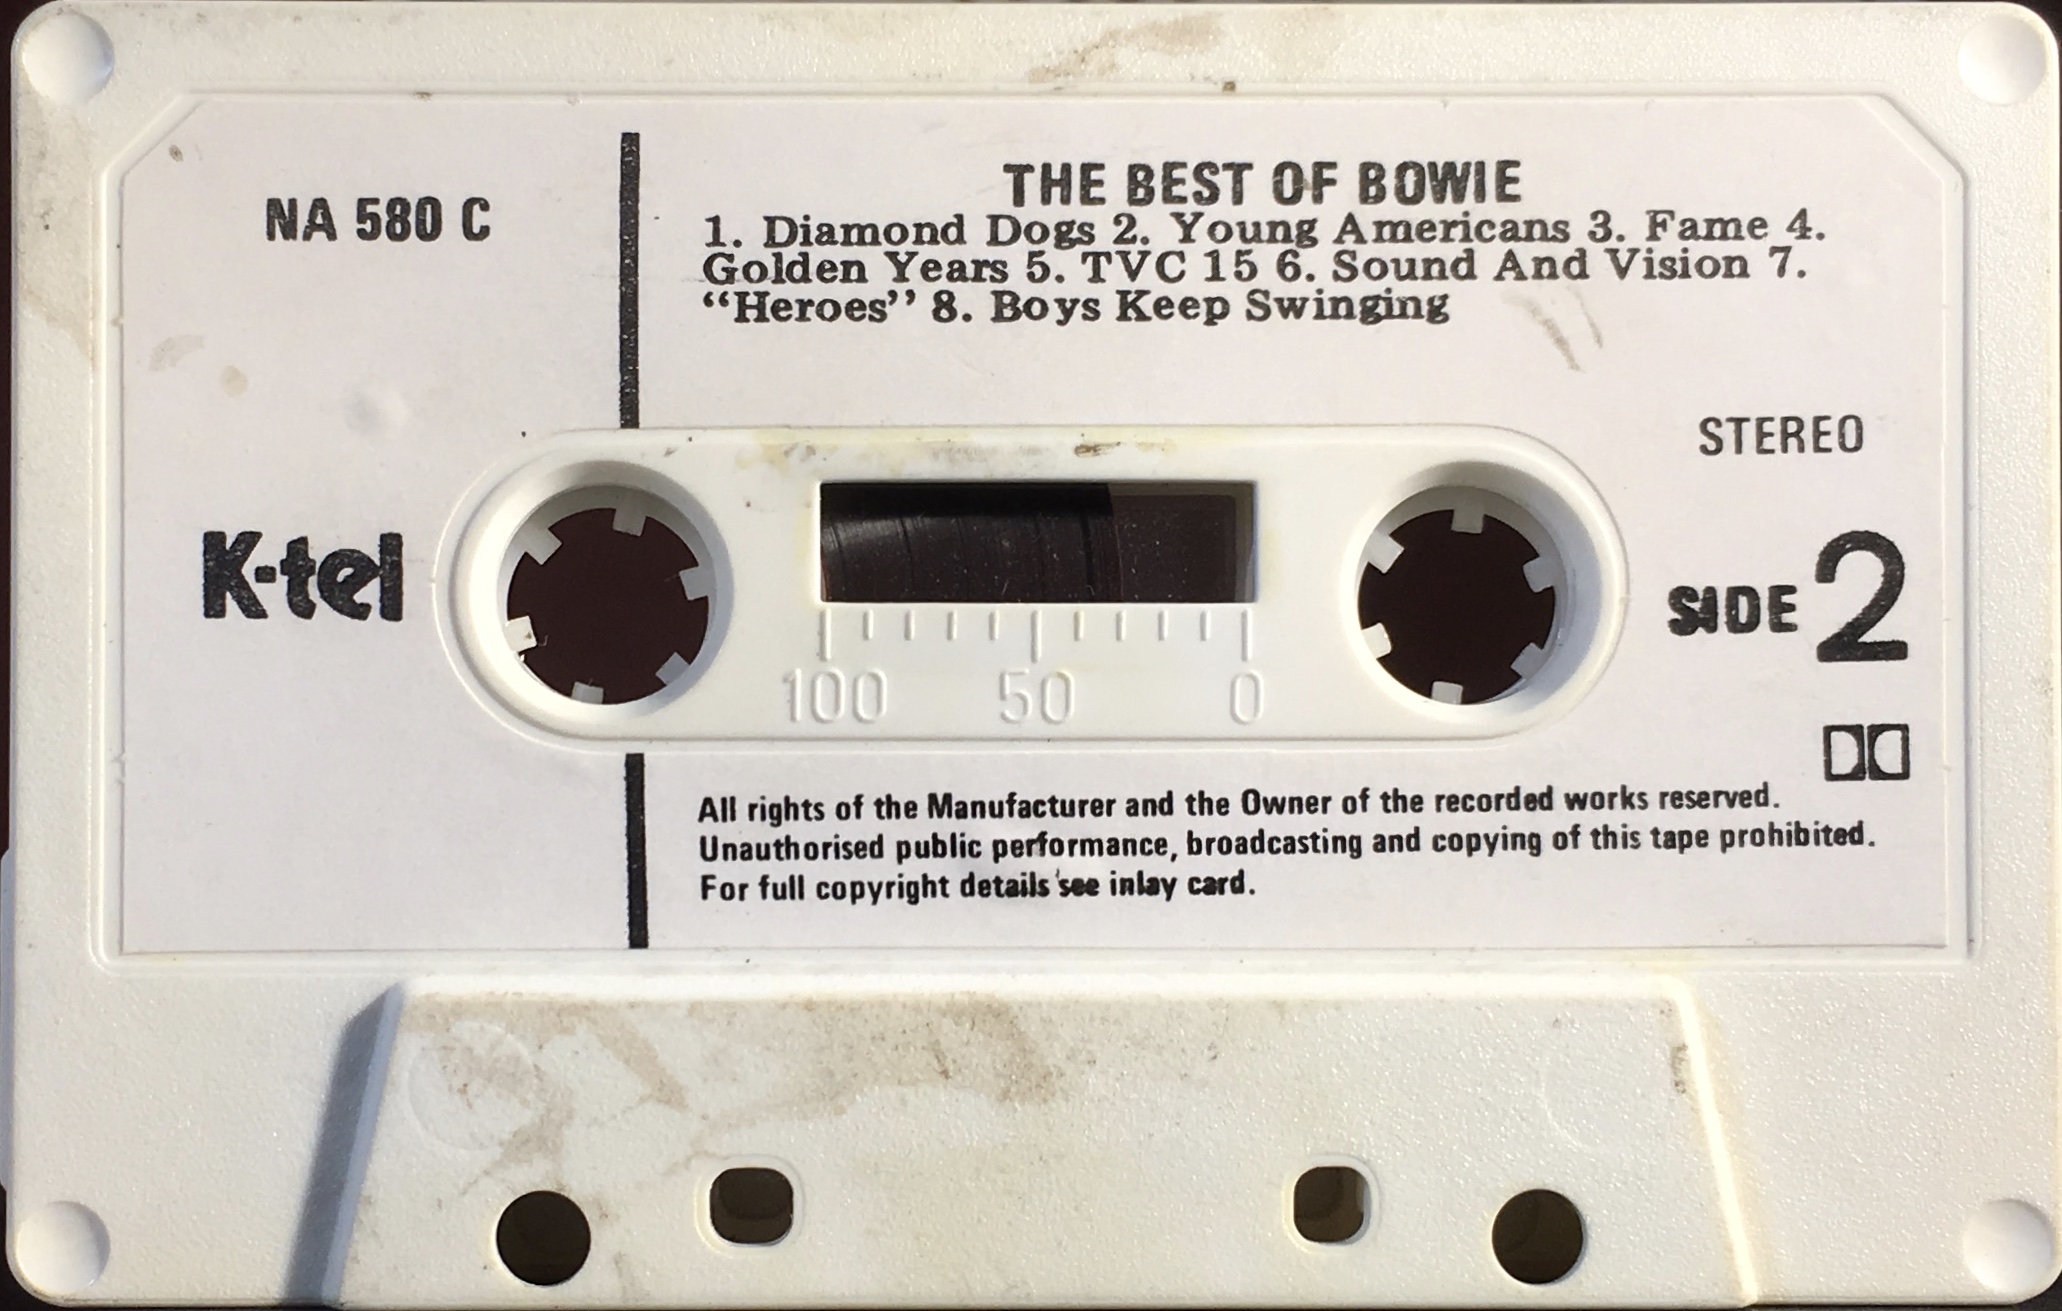 NA 580 C
THE BEST OF BOWIE
1. Diamond Dogs 2. Young Americans 3. Fame 4.
Golden Years 5. TVC 15 6. Sound And Vision 7.
“Heroes” 8. Boys Keep Swinging
STEREO
K-tel
SIDE 2
100 50 0
All rights of the Manufacturer and the Owner of the recorded works reserved.
Unauthorised public performance, broadcasting and copying of this tape prohibited.
For full copyright details see inlay card.